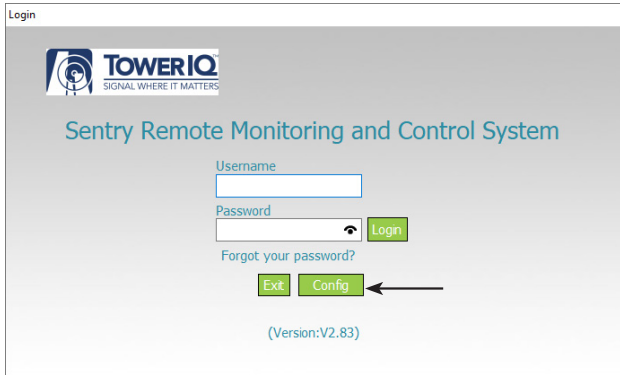 Login
TOWERIQ™
SIGNAL WHERE IT MATTERS
Sentry Remote Monitoring and Control System
Username
Password
Login
Forgot your password?
Exit
Config
(Version:V2.83)